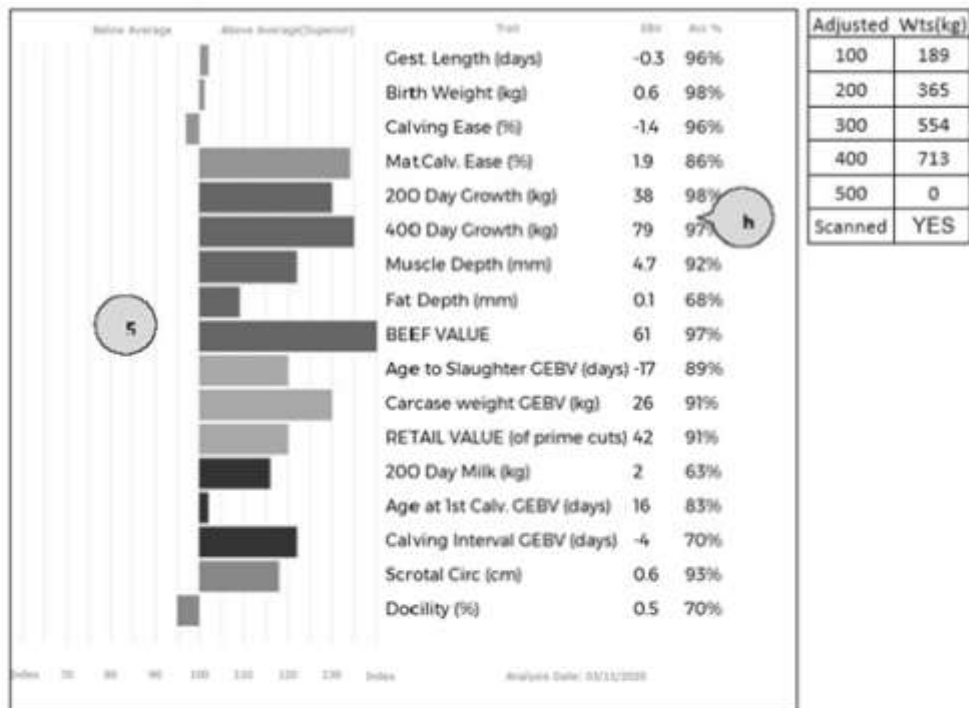 Below Average Above Average(Superior) Trait EBV Acc %
Gest. Length (days) -0.3 96%
Birth Weight (kg) 0.6 98%
Calving Ease (%) -1.4 96%
Mat.Calv. Ease (%) 1.9 86%
200 Day Growth (kg) 38 98%
400 Day Growth (kg) 79 97%
h
Muscle Depth (mm) 4.7 92%
Fat Depth (mm) 0.1 68%
BEEF VALUE 61 97%
Age to Slaughter GEBV (days) -17 89%
Carcase weight GEBV (kg) 26 91%
RETAIL VALUE (of prime cuts) 42 91%
200 Day Milk (kg) 2 63%
Age at 1st Calv. GEBV (days) 16 83%
Calving Interval GEBV (days) -4 70%
Scrotal Circ (cm) 0.6 93%
Docility (%) 0.5 70%
Index 70 80 90 100 110 120 130 Index Analysis Date:
Adjusted Wts(kg)
100 189
200 365
300 554
400 713
500 0
Scanned YES